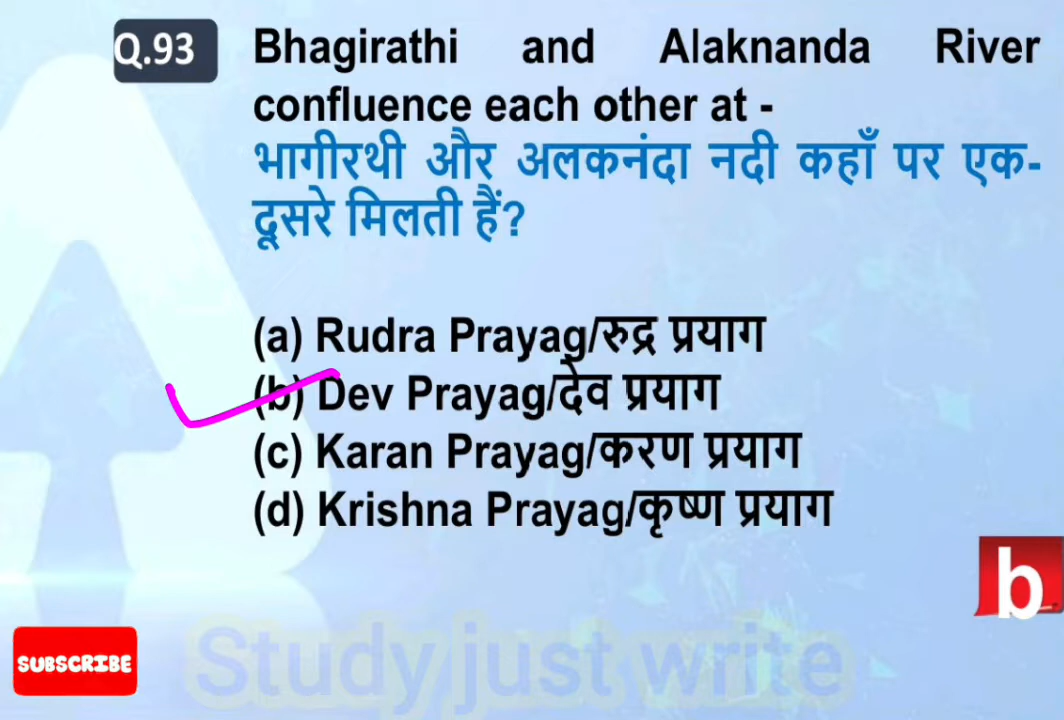 Q.93
Bhagirathi and Alaknanda River
confluence each other at -
भागीरथी और अलकनंदा नदी कहाँ पर एक-
दूसरे मिलती हैं?
(a) Rudra Prayag/रुद्र प्रयाग
(b) Dev Prayag/देव प्रयाग
(c) Karan Prayag/करण प्रयाग
(d) Krishna Prayag/कृष्ण प्रयाग
b
SUBSCRIBE
Study just write